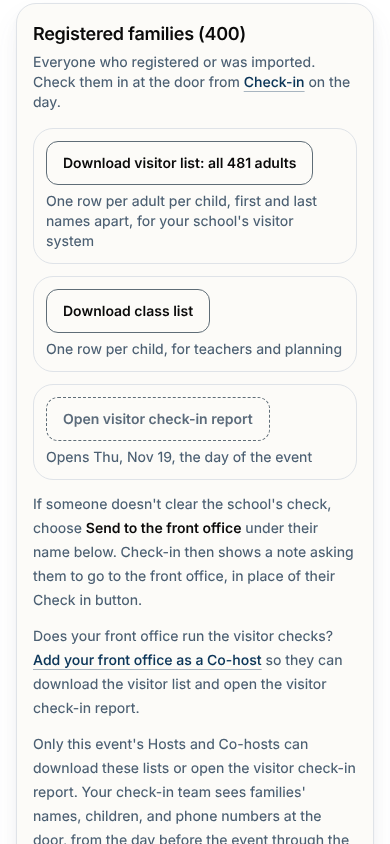 Registered families (400)
Everyone who registered or was imported.
Check them in at the door from Check-in on the
day.
Download visitor list: all 481 adults
One row per adult per child, first and last
names apart, for your school's visitor
system
Download class list
One row per child, for teachers and planning
Open visitor check-in report
Opens Thu, Nov 19, the day of the event
If someone doesn't clear the school's check,
choose Send to the front office under their
name below. Check-in then shows a note asking
them to go to the front office, in place of their
Check in button.
Does your front office run the visitor checks?
Add your front office as a Co-host so they can
download the visitor list and open the visitor
check-in report.
Only this event's Hosts and Co-hosts can
download these lists or open the visitor check-in
report. Your check-in team sees families'
names, children, and phone numbers at the
door, from the day before the event through the